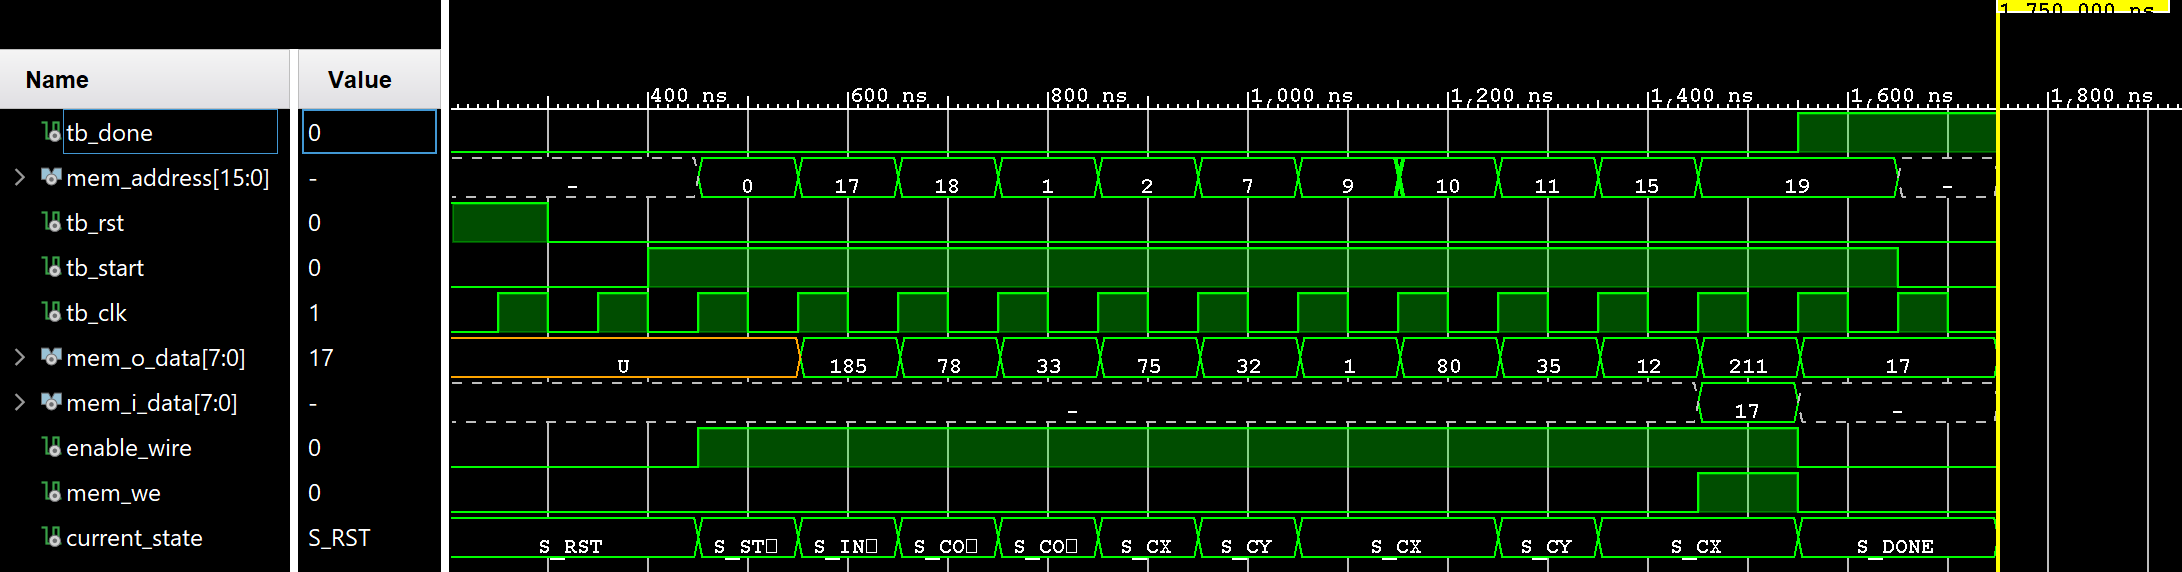 1,750.000 ns
Name Value
400 ns 600 ns 800 ns 1,000 ns 1,200 ns 1,400 ns 1,600 ns 1,800 ns
tb_done 0
mem_address[15:0] - - 0 17 18 1 2 7 9 10 11 15 19 -
tb_rst 0
tb_start 0
tb_clk 1
mem_o_data[7:0] 17 U 185 78 33 75 32 1 80 35 12 211 17
mem_i_data[7:0] - - 17 -
enable_wire 0
mem_we 0
current_state S_RST S_RST S_ST□ S_IN□ S_CO□ S_CO□ S_CX S_CY S_CX S_CY S_CX S_DONE